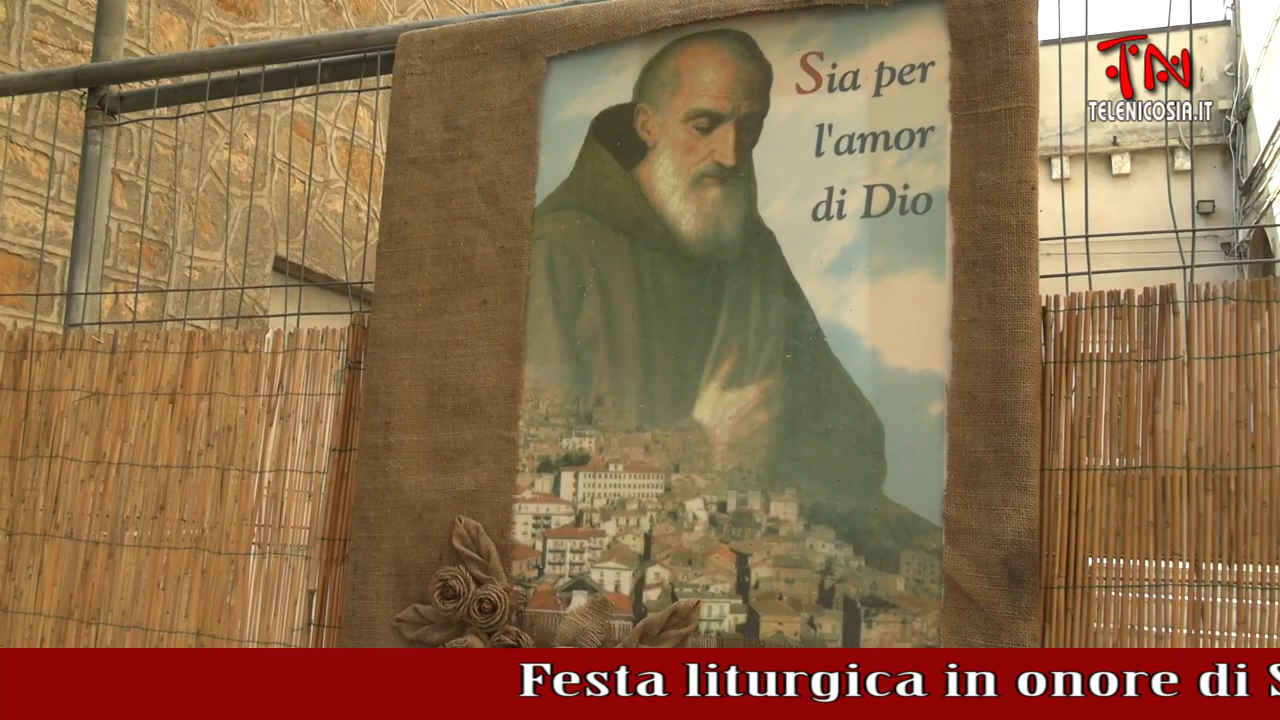 Sia per
l'amor
di Dio
TN
TELENICOSIA.IT
Festa liturgica in onore di S